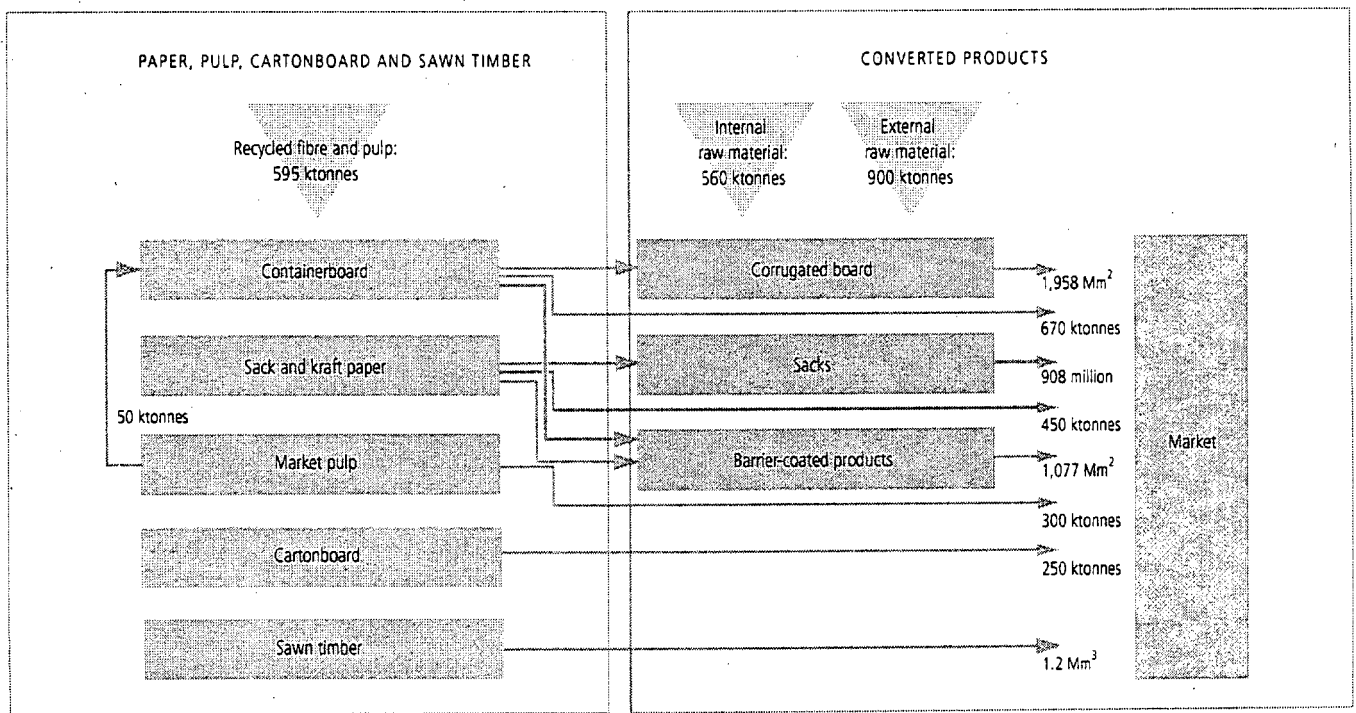 PAPER, PULP, CARTONBOARD AND SAWN TIMBER
Recycled fibre and pulp:
595 ktonnes
Containerboard
Sack and kraft paper
50 ktonnes
Market pulp
Cartonboard
Sawn timber
CONVERTED PRODUCTS
Internal
raw material:
560 ktonnes
External
raw material:
900 ktonnes
Corrugated board
1,958 Mm²
670 ktonnes
Sacks
908 million
450 ktonnes
Barrier-coated products
1,077 Mm²
300 ktonnes
250 ktonnes
1.2 Mm³
Market